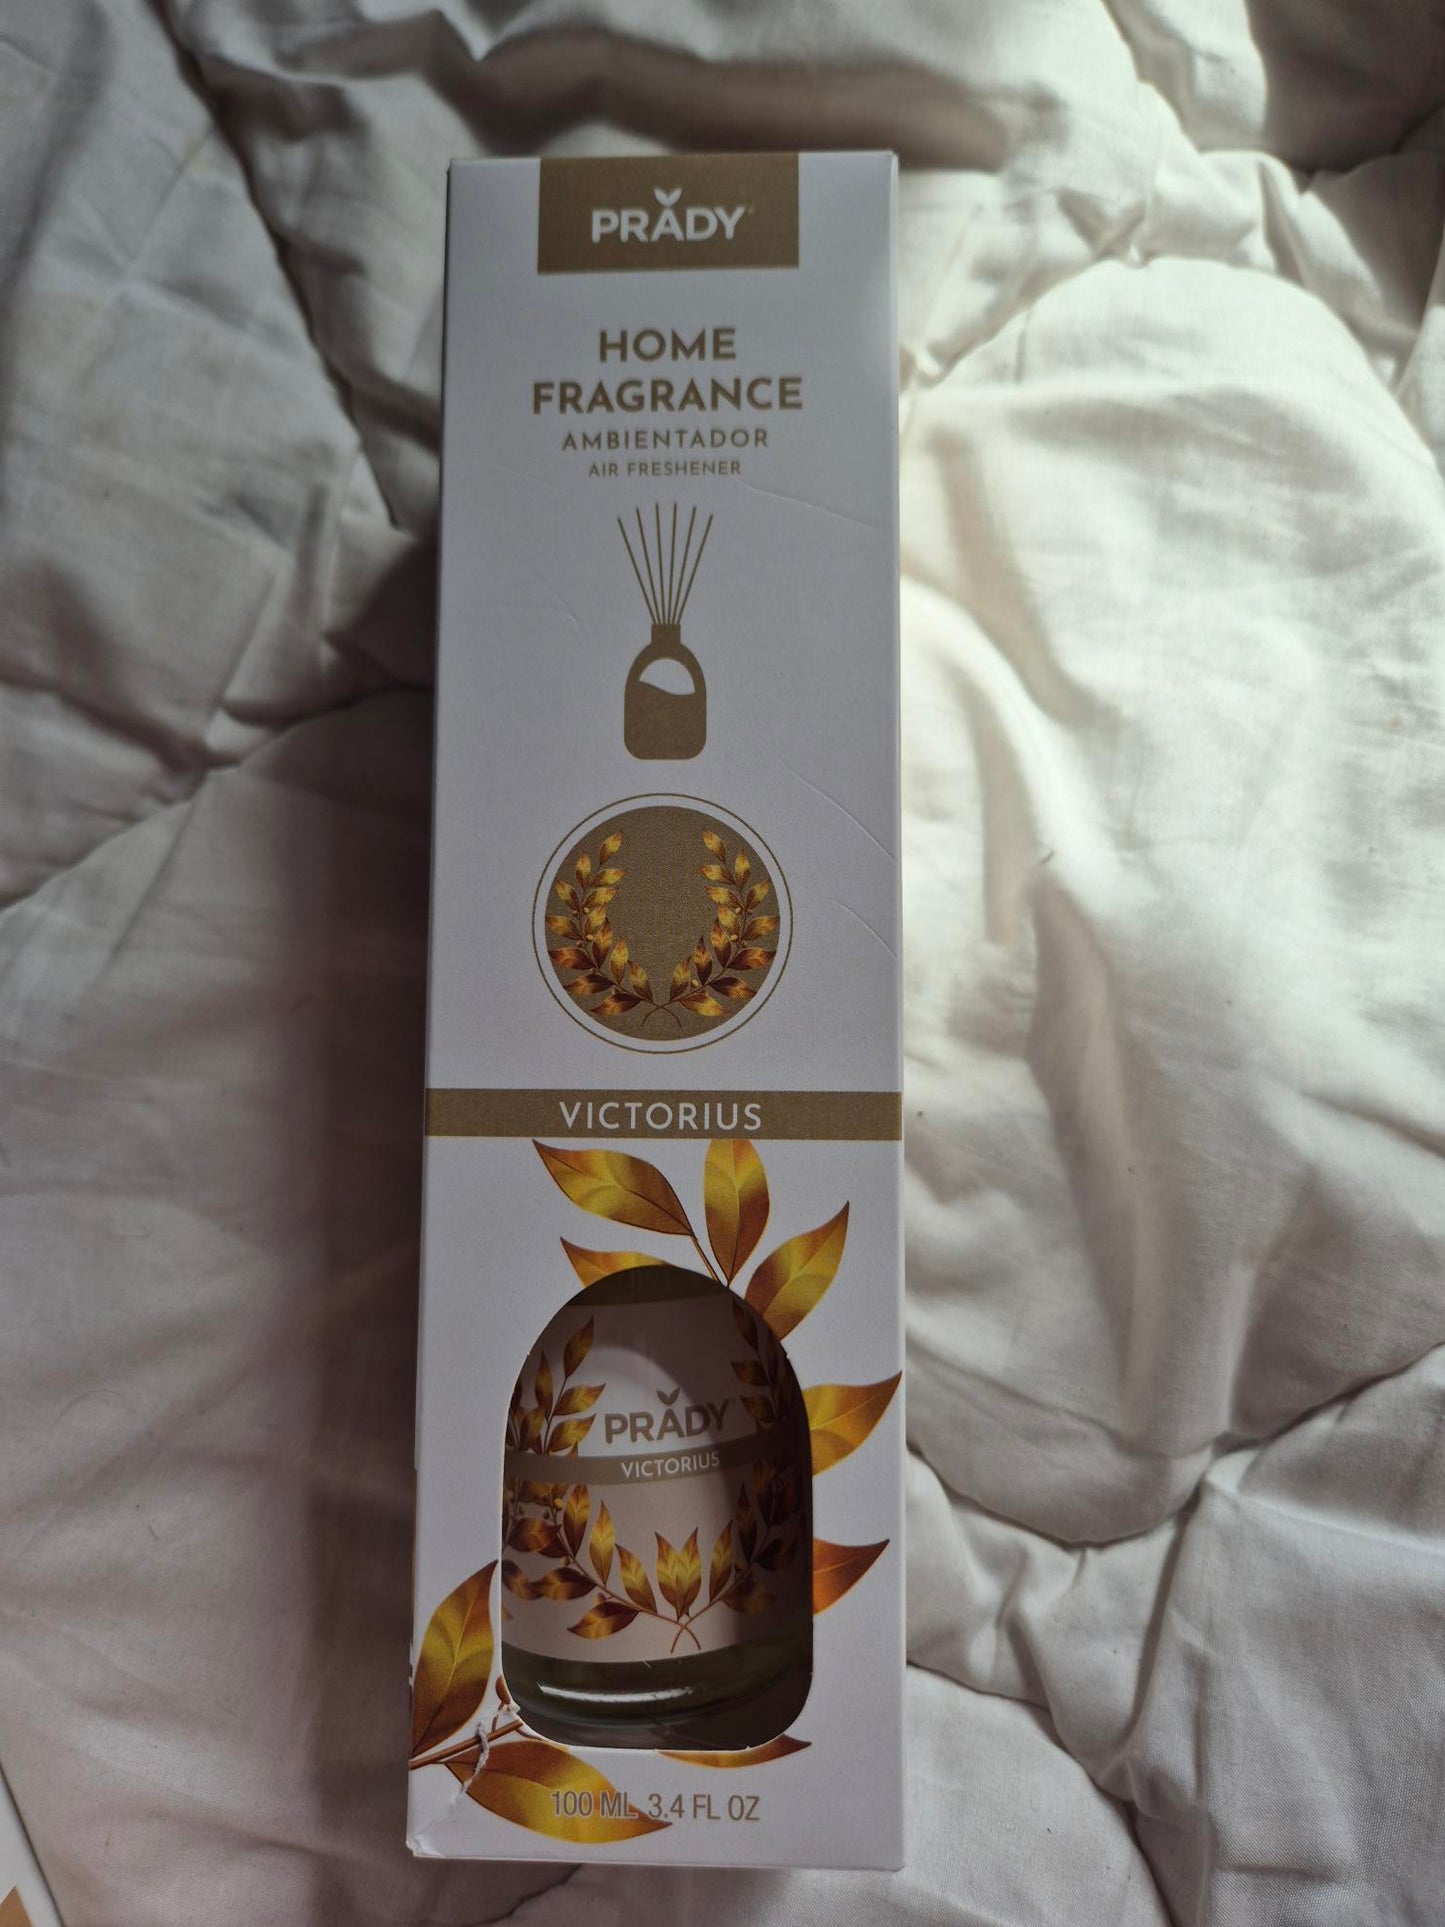 PRADY
HOME
FRAGRANCE
AMBIENTADOR
AIR FRESHENER
VICTORIUS
PRADY
VICTORIUS
100 ML 3.4 FL OZ